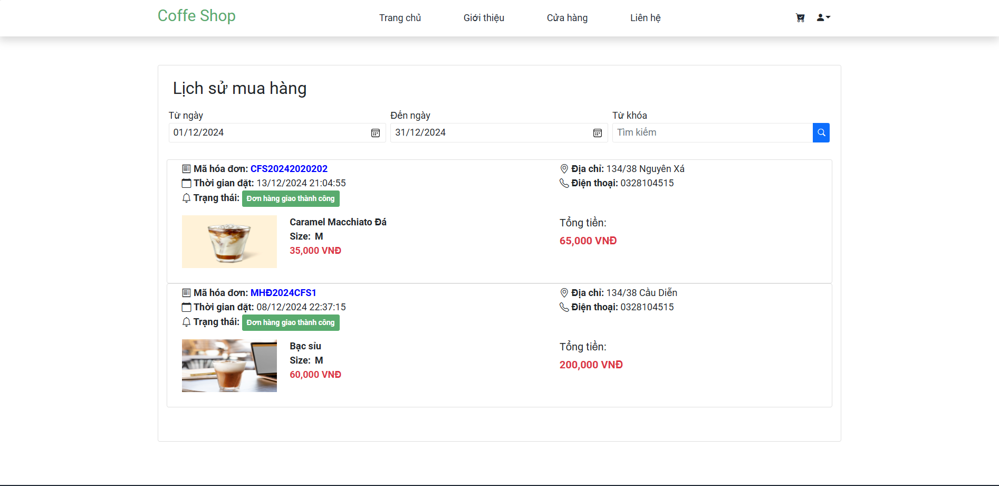 Coffe Shop
Trang chủ
Giới thiệu
Cửa hàng
Liên hệ
Lịch sử mua hàng
Từ ngày
Đến ngày
Từ khóa
01/12/2024
31/12/2024
Tìm kiếm
Mã hóa đơn: CFS20242020202
Thời gian đặt: 13/12/2024 21:04:55
Trạng thái: Đơn hàng giao thành công
Địa chỉ: 134/38 Nguyên Xá
Điện thoại: 0328104515
Caramel Macchiato Đá
Size: M
35,000 VNĐ
Tổng tiền:
65,000 VNĐ
Mã hóa đơn: MHĐ2024CFS1
Thời gian đặt: 08/12/2024 22:37:15
Trạng thái: Đơn hàng giao thành công
Địa chỉ: 134/38 Cầu Diễn
Điện thoại: 0328104515
Bạc sỉu
Size: M
60,000 VNĐ
Tổng tiền:
200,000 VNĐ